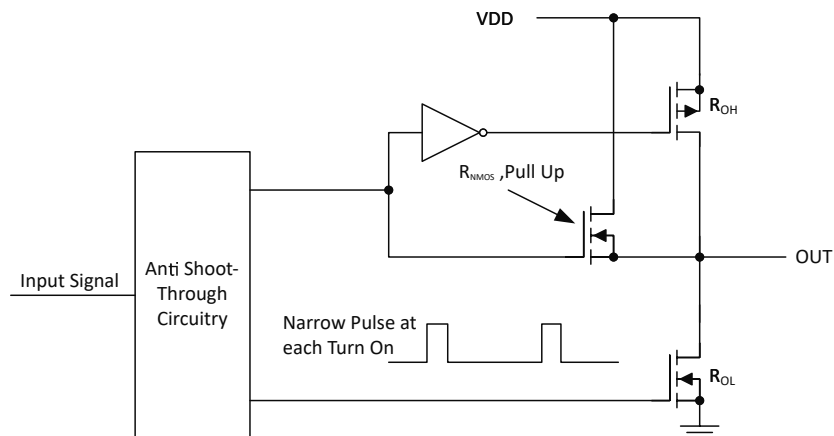 VDD
R_OH
R_NMOS ,Pull Up
OUT
Input Signal
Anti Shoot-
Through
Circuitry
Narrow Pulse at
each Turn On
R_OL